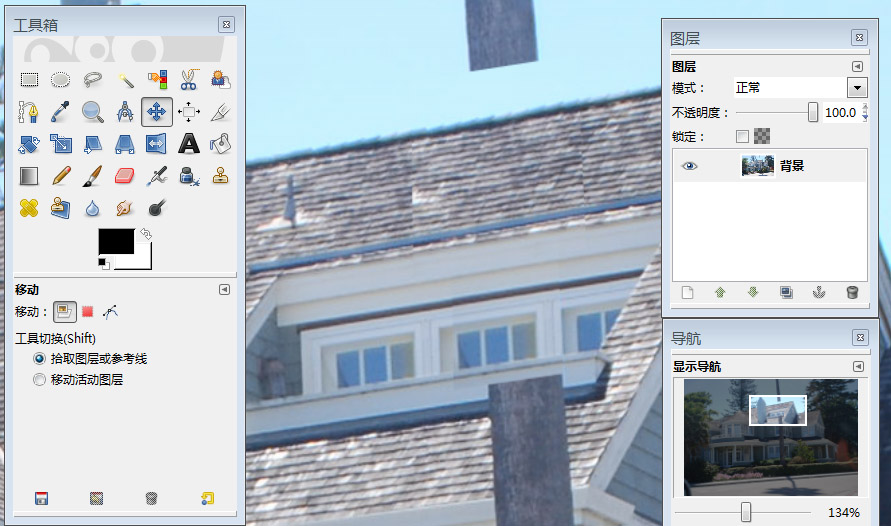 工具箱
移动
移动：
工具切换(Shift)
拾取图层或参考线
移动活动图层
图层
图层
模式： 正常
不透明度： 100.0
锁定：
背景
导航
显示导航
134%